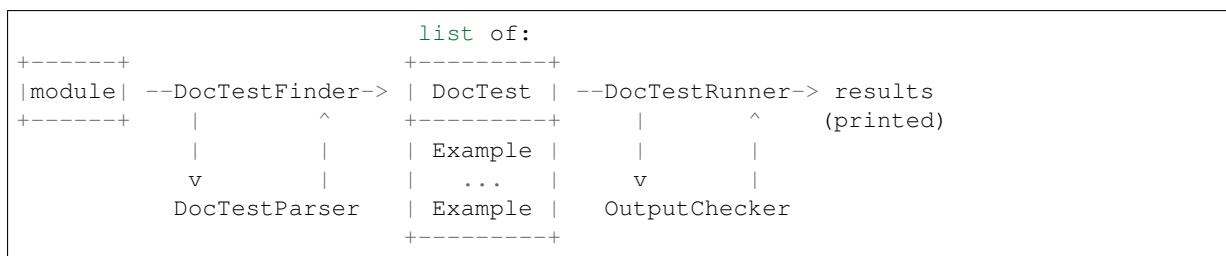 list of:
+------+                   +---------+
|module| --DocTestFinder-> | DocTest | --DocTestRunner-> results
+------+    |        ^     +---------+     |       ^    (printed)
            |        |     | Example |     |       |
            v        |     |   ...   |     v       |
           DocTestParser   | Example |   OutputChecker
                           +---------+